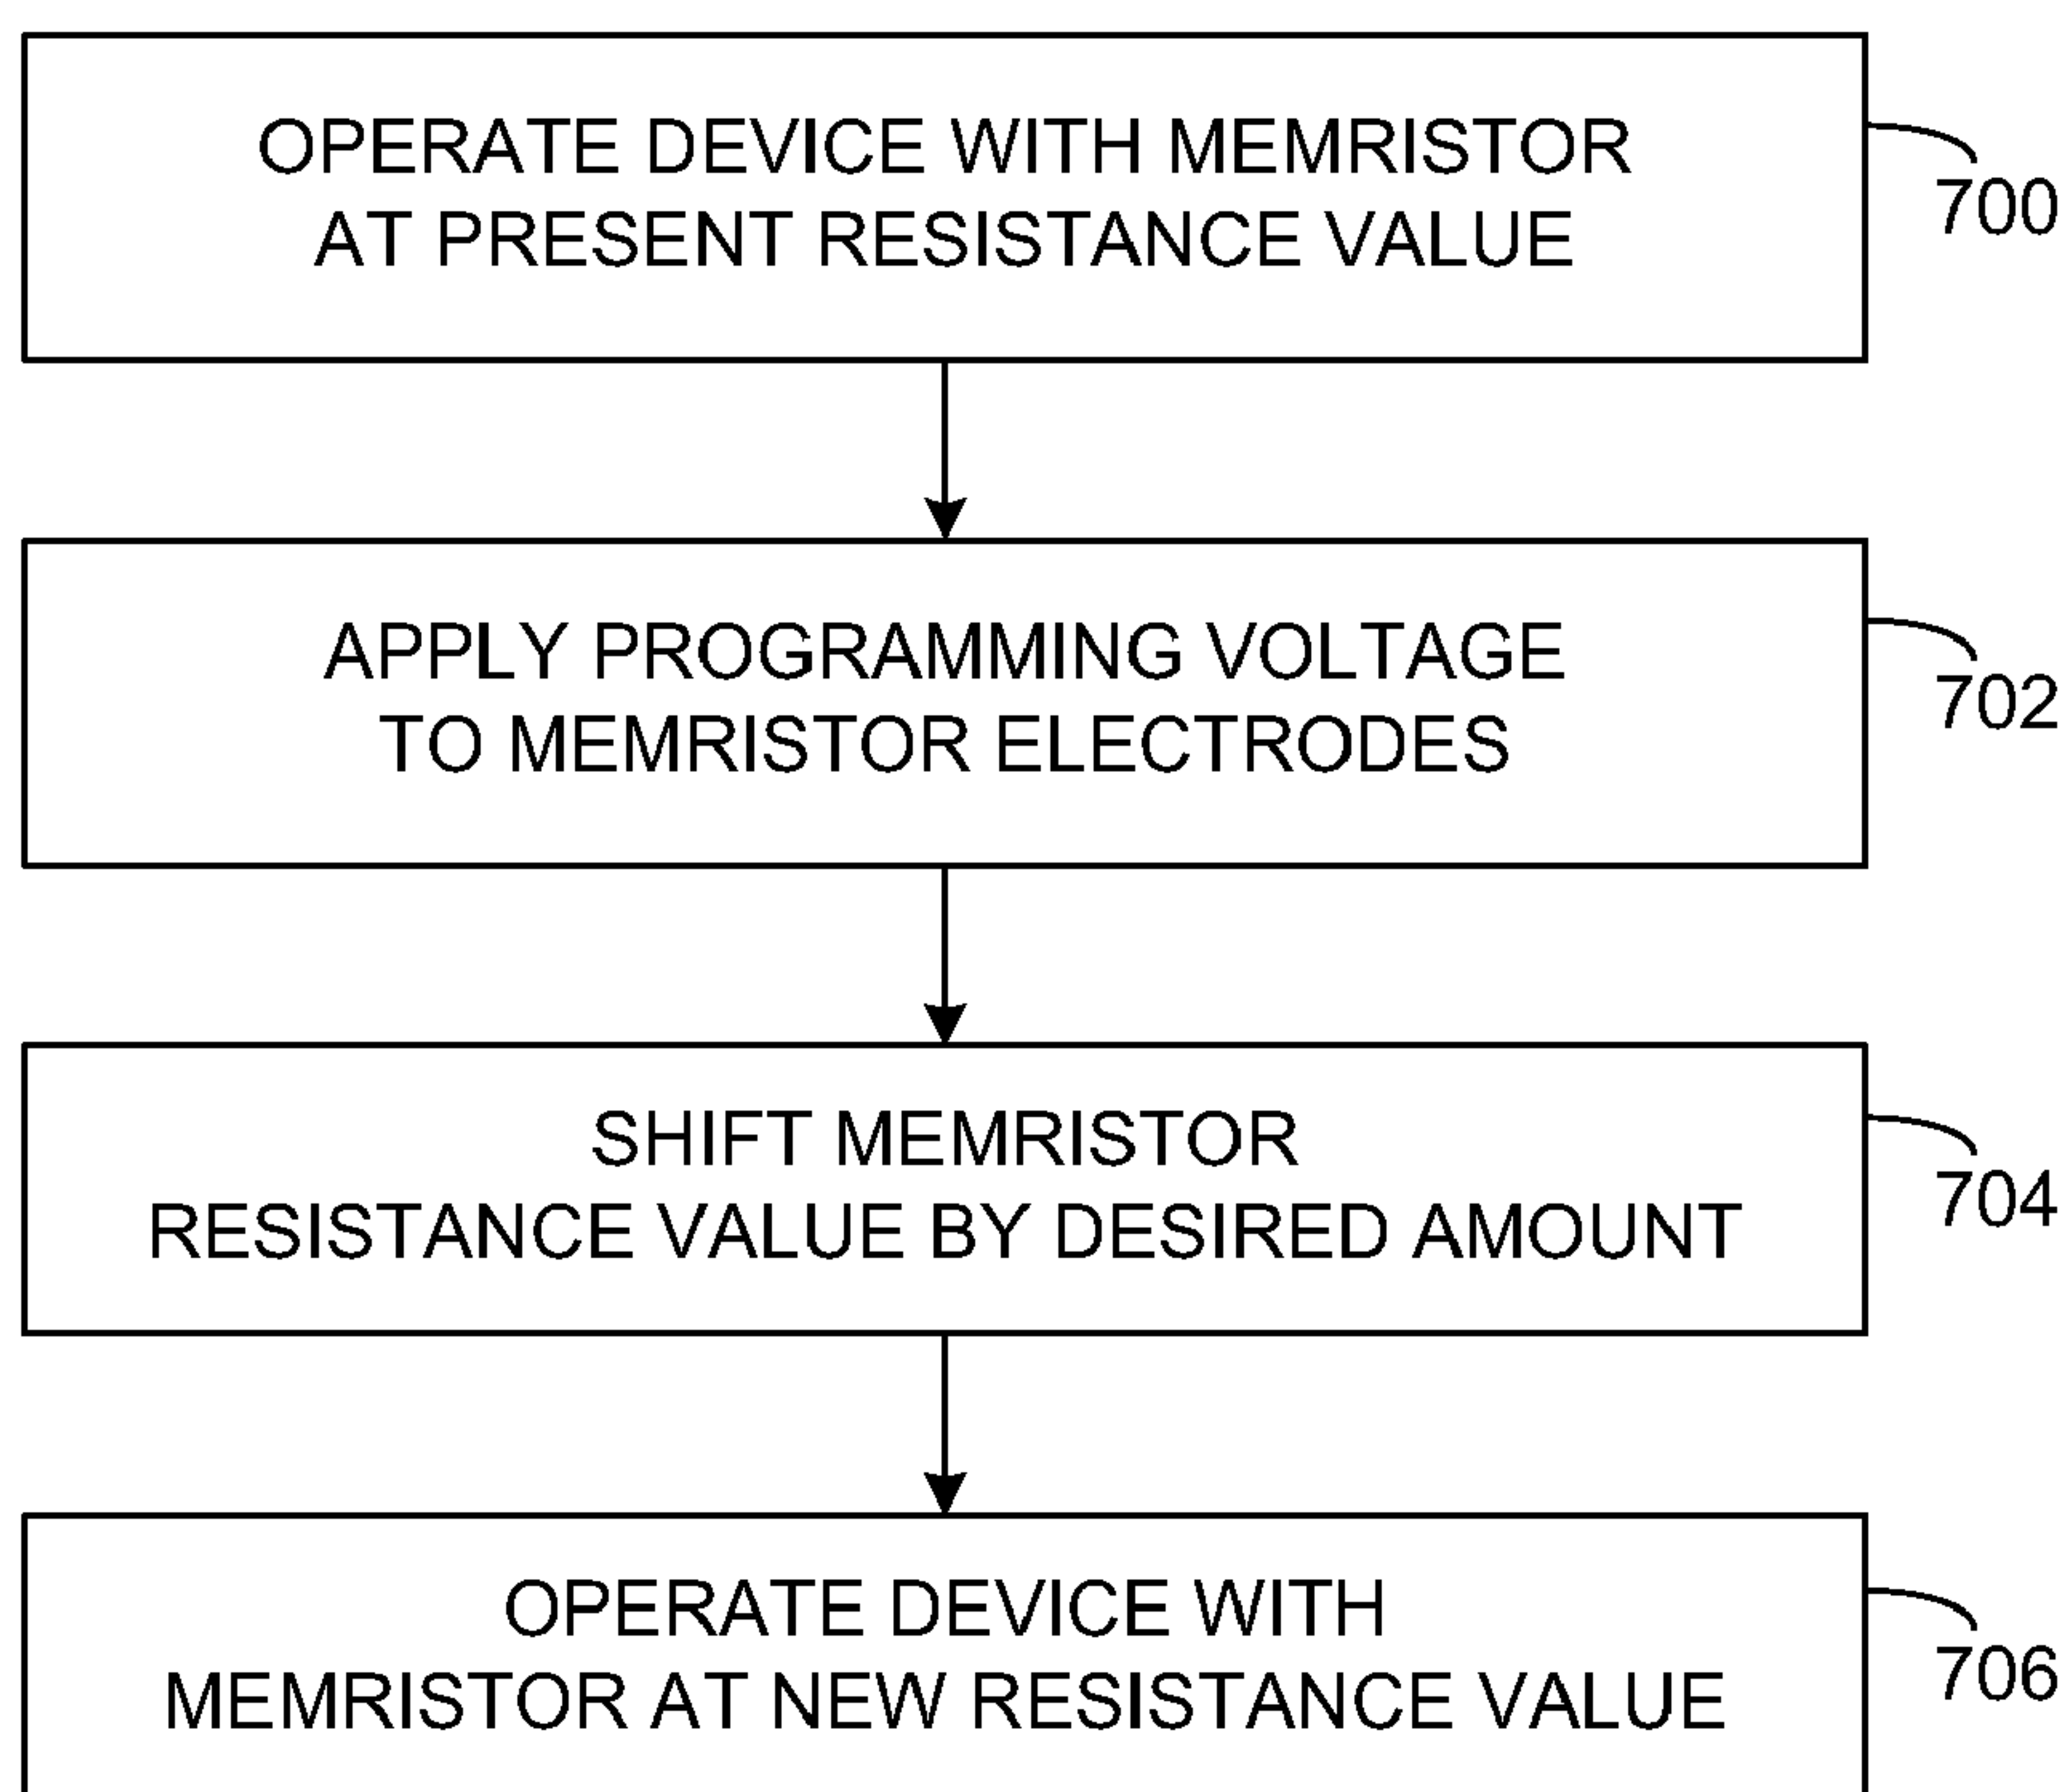 OPERATE DEVICE WITH MEMRISTOR
AT PRESENT RESISTANCE VALUE
700
APPLY PROGRAMMING VOLTAGE
TO MEMRISTOR ELECTRODES
702
SHIFT MEMRISTOR
RESISTANCE VALUE BY DESIRED AMOUNT
704
OPERATE DEVICE WITH
MEMRISTOR AT NEW RESISTANCE VALUE
706